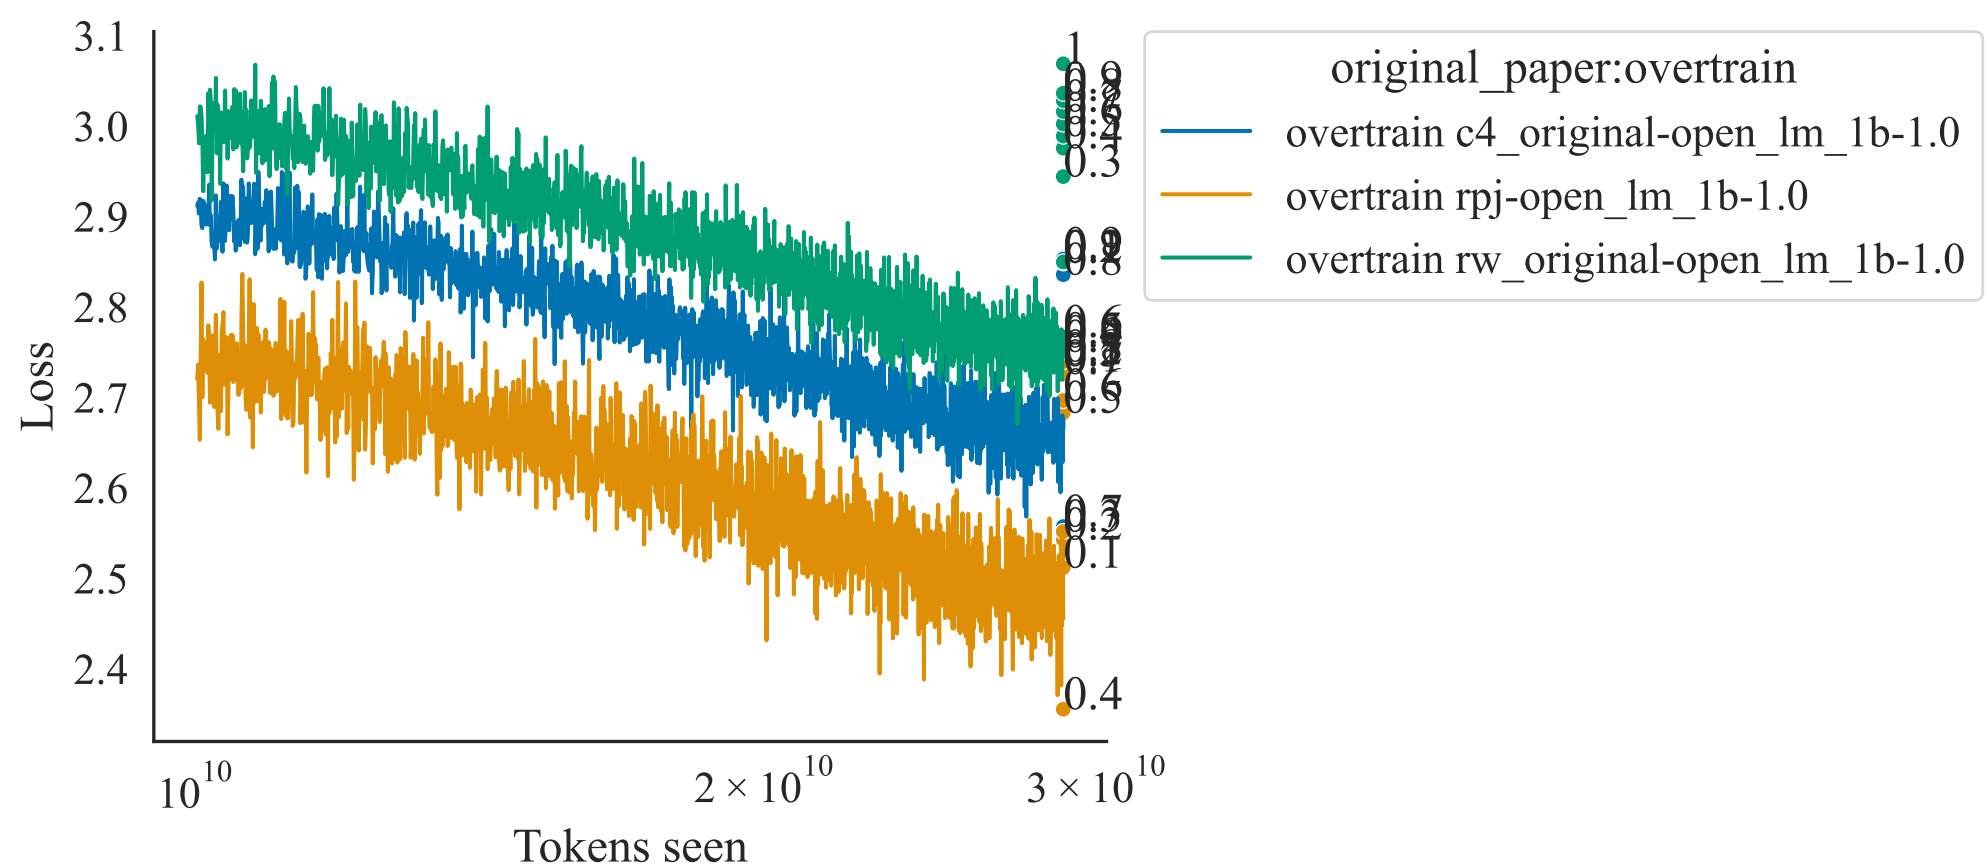 3.1
3.0
2.9
2.8
2.7
2.6
2.5
2.4
Loss
10^10
2 × 10^10
3 × 10^10
Tokens seen
1
0.3
0.8
0.1
0.4
original_paper:overtrain
overtrain c4_original-open_lm_1b-1.0
overtrain rpj-open_lm_1b-1.0
overtrain rw_original-open_lm_1b-1.0